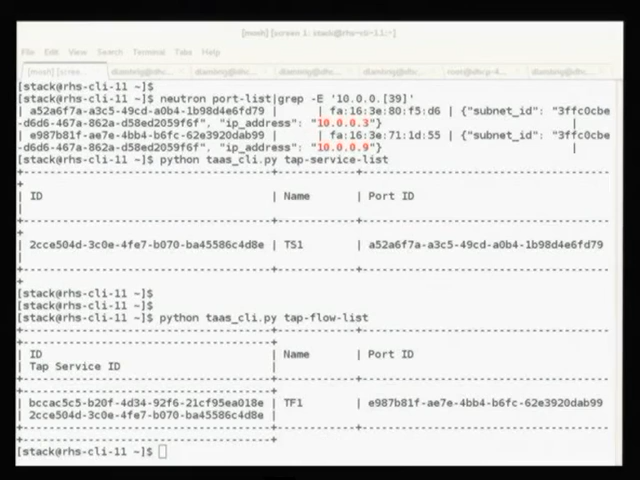 [mosh] [screen 1: stack@rhs-cli-11:~]
File Edit View Search Terminal Tabs Help
[mosh] [scree...
[stack@rhs-cli-11 ~]$
[stack@rhs-cli-11 ~]$ neutron port-list|grep -E '10.0.0.[39]'
| a52a6f7a-a3c5-49cd-a0b4-1b98d4e6fd79 | | fa:16:3e:80:f5:d6 | {"subnet_id": "3ffc0cbe
-d6d6-467a-862a-d58ed2059f6f", "ip_address": "10.0.0.3"} |
| e987b81f-ae7e-4bb4-b6fc-62e3920dab99 | | fa:16:3e:71:1d:55 | {"subnet_id": "3ffc0cbe
-d6d6-467a-862a-d58ed2059f6f", "ip_address": "10.0.0.9"} |
[stack@rhs-cli-11 ~]$ python taas_cli.py tap-service-list
| ID | Name | Port ID
|
| 2cce504d-3c0e-4fe7-b070-ba45586c4d8e | TS1 | a52a6f7a-a3c5-49cd-a0b4-1b98d4e6fd79
|
[stack@rhs-cli-11 ~]$
[stack@rhs-cli-11 ~]$
[stack@rhs-cli-11 ~]$ python taas_cli.py tap-flow-list
| ID | Name | Port ID
| Tap Service ID |
| bccac5c5-b20f-4d34-92f6-21cf95ea018e | TF1 | e987b81f-ae7e-4bb4-b6fc-62e3920dab99
| 2cce504d-3c0e-4fe7-b070-ba45586c4d8e |
[stack@rhs-cli-11 ~]$